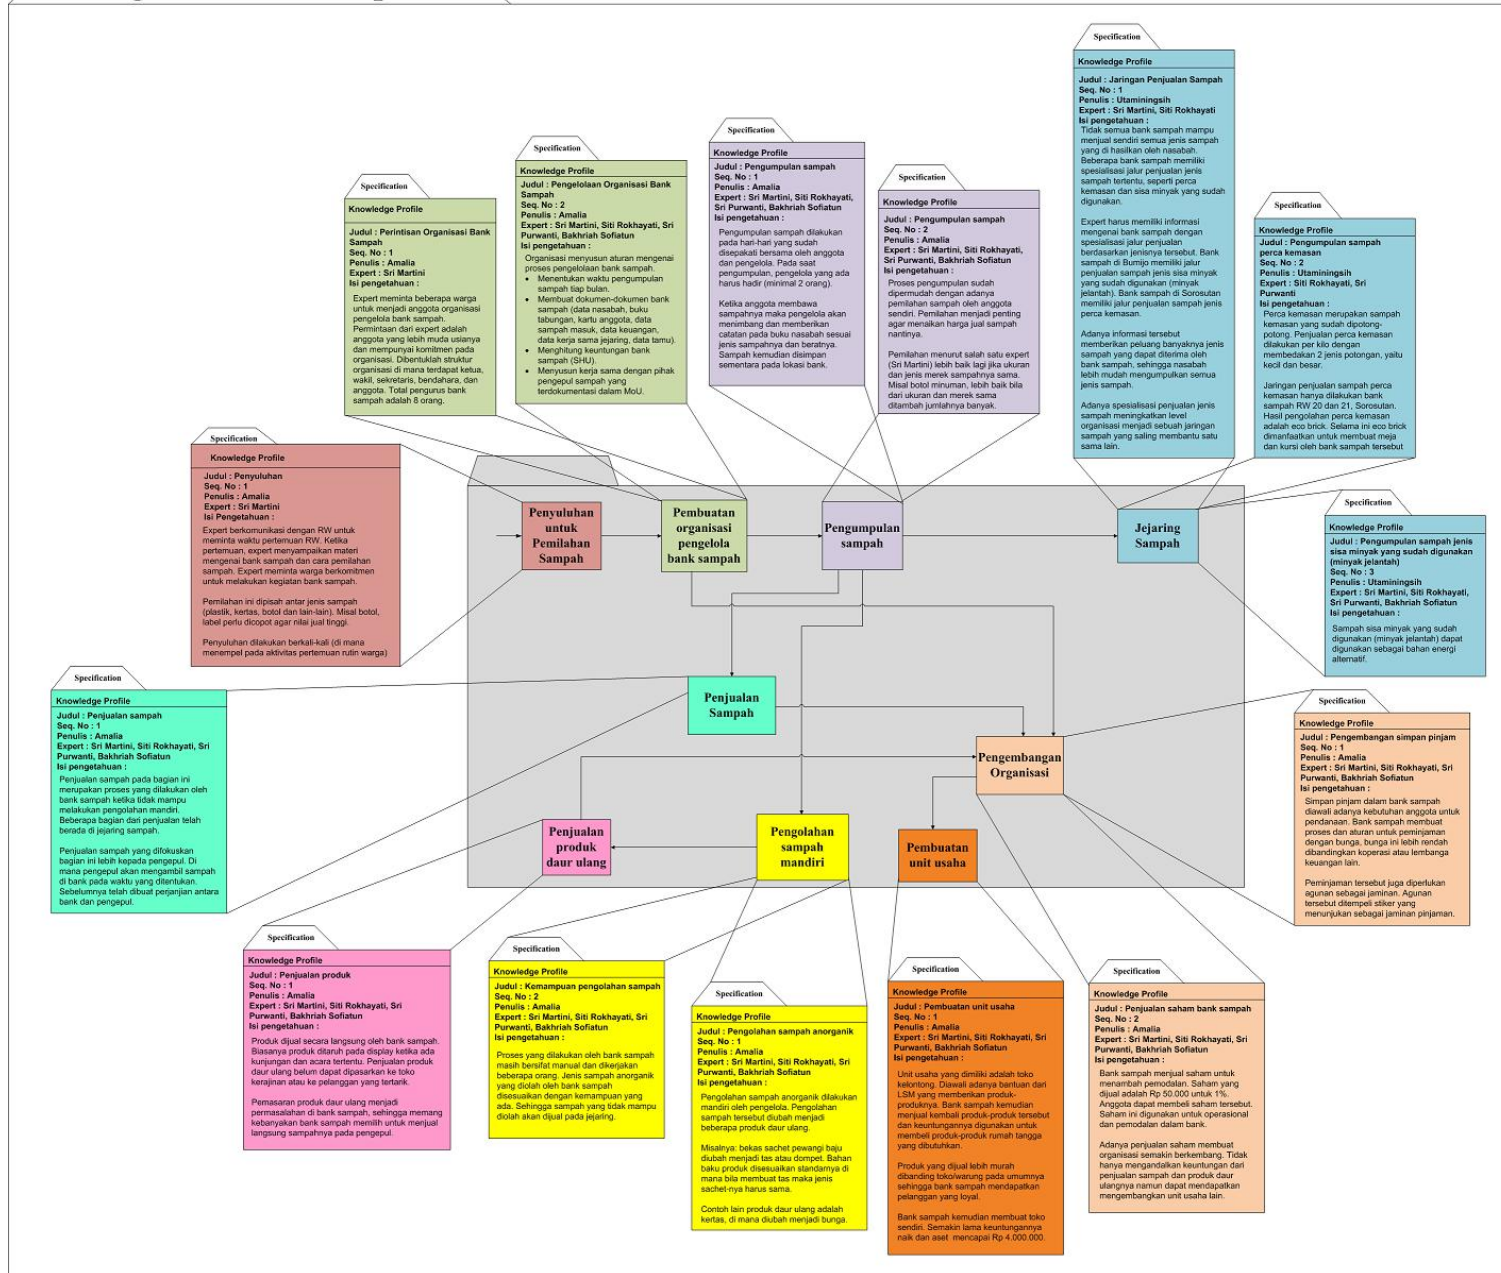 Specification
Knowledge Profile
Judul : Jaringan Penjualan Sampah
Seq. No : 1
Penulis : Utaminingsih
Expert : Sri Martini, Siti Rokhayati
Isi pengetahuan :
Tidak semua bank sampah mampu
menjual sendiri semua jenis sampah
yang di hasilkan oleh nasabah.
Beberapa bank sampah memiliki
spesialisasi jalur penjualan jenis
sampah tertentu, seperti perca
kemasan dan sisa minyak yang sudah
digunakan.
Expert harus memiliki informasi
mengenai bank sampah dengan
spesialisasi jalur penjualan
berdasarkan jenisnya tersebut. Bank
sampah di Bumijo memiliki jalur
penjualan sampah jenis sisa minyak
yang sudah digunakan (minyak
jelantah). Bank sampah di Sorosutan
memiliki jalur penjualan sampah jenis
perca kemasan.
Adanya informasi tersebut
memberikan peluang banyaknya jenis
sampah yang dapat diterima oleh
bank sampah, sehingga nasabah
lebih mudah mengumpulkan semua
jenis sampah.
Adanya spesialisasi penjualan jenis
sampah meningkatkan level
organisasi menjadi sebuah jaringan
sampah yang saling membantu satu
sama lain.
Specification
Knowledge Profile
Judul : Pengumpulan sampah
Seq. No : 1
Penulis : Amalia
Expert : Sri Martini, Siti Rokhayati,
Sri Purwanti, Bakhriah Sofiatun
Isi pengetahuan :
Pengumpulan sampah dilakukan
pada hari-hari yang sudah
disepakati bersama oleh anggota
dan pengelola. Pada saat
pengumpulan, pengelola yang ada
harus hadir (minimal 2 orang).
Ketika anggota membawa
sampahnya maka pengelola akan
menimbang dan memberikan
catatan pada buku nasabah sesuai
jenis sampahnya dan beratnya.
Sampah kemudian disimpan
sementara pada lokasi bank.
Specification
Knowledge Profile
Judul : Pengelolaan Organisasi Bank
Sampah
Seq. No : 2
Penulis : Amalia
Expert : Sri Martini, Siti Rokhayati, Sri
Purwanti, Bakhriah Sofiatun
Isi pengetahuan :
Organisasi menyusun aturan mengenai
proses pengelolaan bank sampah.
• Menentukan waktu pengumpulan
sampah tiap bulan.
• Membuat dokumen-dokumen bank
sampah (data nasabah, buku
tabungan, kartu anggota, data
sampah masuk, data keuangan,
data kerja sama jejaring, data tamu).
• Menghitung keuntungan bank
sampah (SHU).
• Menyusun kerja sama dengan pihak
pengepul sampah yang
terdokumentasi dalam MoU.
Specification
Knowledge Profile
Judul : Pengumpulan sampah
Seq. No : 2
Penulis : Amalia
Expert : Sri Martini, Siti Rokhayati,
Sri Purwanti, Bakhriah Sofiatun
Isi pengetahuan :
Proses pengumpulan sudah
dipermudah dengan adanya
pemilahan sampah oleh anggota
sendiri. Pemilahan menjadi penting
agar menaikan harga jual sampah
nantinya.
Pemilahan menurut salah satu expert
(Sri Martini) lebih baik lagi jika ukuran
dan jenis merek sampahnya sama.
Misal botol minuman, lebih baik bila
dari ukuran dan merek sama
ditambah jumlahnya banyak.
Specification
Knowledge Profile
Judul : Perintisan Organisasi Bank
Sampah
Seq. No : 1
Penulis : Amalia
Expert : Sri Martini
Isi pengetahuan :
Expert meminta beberapa warga
untuk menjadi anggota organisasi
pengelola bank sampah.
Permintaan dari expert adalah
anggota yang lebih muda usianya
dan mempunyai komitmen pada
organisasi. Dibentuklah struktur
organisasi di mana terdapat ketua,
wakil, sekretaris, bendahara, dan
anggota. Total pengurus bank
sampah adalah 8 orang.
Specification
Knowledge Profile
Judul : Pengumpulan sampah
perca kemasan
Seq. No : 2
Penulis : Utaminingsih
Expert : Siti Rokhayati, Sri
Purwanti
Isi pengetahuan :
Perca kemasan merupakan sampah
kemasan yang sudah dipotong-
potong. Penjualan perca kemasan
dilakukan per kilo dengan
membedakan 2 jenis potongan, yaitu
kecil dan besar.
Jaringan penjualan sampah perca
kemasan hanya dilakukan bank
sampah RW 20 dan 21, Sorosutan.
Hasil pengolahan perca kemasan
adalah eco brick. Selama ini eco brick
dimanfaatkan untuk membuat meja
dan kursi oleh bank sampah tersebut
Specification
Knowledge Profile
Judul : Penyuluhan
Seq. No : 1
Penulis : Amalia
Expert : Sri Martini
Isi Pengetahuan :
Expert berkomunikasi dengan RW untuk
meminta waktu pertemuan RW. Ketika
pertemuan, expert menyampaikan materi
mengenai bank sampah dan cara pemilahan
sampah. Expert meminta warga berkomitmen
untuk melakukan kegiatan bank sampah.
Pemilahan ini dipisah antar jenis sampah
(plastik, kertas, botol dan lain-lain). Misal botol,
label perlu dicopot agar nilai jual tinggi.
Penyuluhan dilakukan berkali-kali (di mana
menempel pada aktivitas pertemuan rutin warga)
Penyuluhan
untuk
Pemilahan
Sampah
Pembuatan
organisasi
pengelola
bank sampah
Pengumpulan
sampah
Jejaring
Sampah
Specification
Knowledge Profile
Judul : Pengumpulan sampah jenis
sisa minyak yang sudah digunakan
(minyak jelantah)
Seq. No : 3
Penulis : Utaminingsih
Expert : Sri Martini, Siti Rokhayati,
Sri Purwanti, Bakhriah Sofiatun
Isi pengetahuan :
Sampah sisa minyak yang sudah
digunakan (minyak jelantah) dapat
digunakan sebagai bahan energi
alternatif.
Specification
Knowledge Profile
Judul : Penjualan sampah
Seq. No : 1
Penulis : Amalia
Expert : Sri Martini, Siti Rokhayati, Sri
Purwanti, Bakhriah Sofiatun
Isi pengetahuan :
Penjualan sampah pada bagian ini
merupakan proses yang dilakukan oleh
bank sampah ketika tidak mampu
melakukan pengolahan mandiri.
Beberapa bagian dari penjualan telah
berada di jejaring sampah.
Penjualan sampah yang difokuskan
bagian ini lebih kepada pengepul. Di
mana pengepul akan mengambil sampah
di bank pada waktu yang ditentukan.
Sebelumnya telah dibuat perjanjian antara
bank dan pengepul.
Penjualan
Sampah
Pengembangan
Organisasi
Penjualan
produk
daur ulang
Pengolahan
sampah
mandiri
Pembuatan
unit usaha
Specification
Knowledge Profile
Judul : Pengembangan simpan pinjam
Seq. No : 1
Penulis : Amalia
Expert : Sri Martini, Siti Rokhayati, Sri
Purwanti, Bakhriah Sofiatun
Isi pengetahuan :
Simpan pinjam dalam bank sampah
diawali adanya kebutuhan anggota untuk
pendanaan. Bank sampah membuat
proses dan aturan untuk peminjaman
dengan bunga, bunga ini lebih rendah
dibandingkan koperasi atau lembanga
keuangan lain.
Peminjaman tersebut juga diperlukan
agunan sebagai jaminan. Agunan
tersebut ditempeli stiker yang
menunjukan sebagai jaminan pinjaman.
Specification
Knowledge Profile
Judul : Penjualan produk
Seq. No : 1
Penulis : Amalia
Expert : Sri Martini, Siti Rokhayati, Sri
Purwanti, Bakhriah Sofiatun
Isi pengetahuan :
Produk dijual secara langsung oleh bank sampah.
Biasanya produk ditaruh pada display ketika ada
kunjungan dan acara tertentu. Penjualan produk
daur ulang belum dapat dipasarkan ke toko
kerajinan atau ke pelanggan yang tertarik.
Pemasaran produk daur ulang menjadi
permasalahan di bank sampah, sehingga memang
kebanyakan bank sampah memilih untuk menjual
langsung sampahnya pada pengepul.
Specification
Knowledge Profile
Judul : Kemampuan pengolahan sampah
Seq. No : 2
Penulis : Amalia
Expert : Sri Martini, Siti Rokhayati, Sri
Purwanti, Bakhriah Sofiatun
Isi pengetahuan :
Proses yang dilakukan oleh bank sampah
masih bersifat manual dan dikerjakan
beberapa orang. Jenis sampah anorganik
yang diolah oleh bank sampah
disesuaikan dengan kemampuan yang
ada. Sehingga sampah yang tidak mampu
diolah akan dijual pada jejaring.
Specification
Knowledge Profile
Judul : Pengolahan sampah anorganik
Seq. No : 1
Penulis : Amalia
Expert : Sri Martini, Siti Rokhayati, Sri
Purwanti, Bakhriah Sofiatun
Isi pengetahuan :
Pengolahan sampah anorganik dilakukan
mandiri oleh pengelola. Pengolahan
sampah tersebut diubah menjadi
beberapa produk daur ulang.
Misalnya: bekas sachet pewangi baju
diubah menjadi tas atau dompet. Bahan
baku produk disesuaikan standarnya di
mana bila membuat tas maka jenis
sachet-nya harus sama.
Contoh lain produk daur ulang adalah
kertas, di mana diubah menjadi bunga.
Specification
Knowledge Profile
Judul : Pembuatan unit usaha
Seq. No : 1
Penulis : Amalia
Expert : Sri Martini, Siti Rokhayati, Sri
Purwanti, Bakhriah Sofiatun
Isi pengetahuan :
Unit usaha yang dimiliki adalah toko
kelontong. Diawali adanya bantuan dari
LSM yang memberikan produk-
produknya. Bank sampah kemudian
menjual kembali produk-produk tersebut
dan keuntungannya digunakan untuk
membeli produk-produk rumah tangga
yang dibutuhkan.
Produk yang dijual lebih murah
dibanding toko/warung pada umumnya
sehingga bank sampah mendapatkan
pelanggan yang loyal.
Bank sampah kemudian membuat toko
sendiri. Semakin lama keuntungannya
naik dan aset mencapai Rp 4.000.000.
Specification
Knowledge Profile
Judul : Penjualan saham bank sampah
Seq. No : 2
Penulis : Amalia
Expert : Sri Martini, Siti Rokhayati, Sri
Purwanti, Bakhriah Sofiatun
Isi pengetahuan :
Bank sampah menjual saham untuk
menambah pemodalan. Saham yang
dijual adalah Rp 50.000 untuk 1%.
Anggota dapat membeli saham tersebut.
Saham ini digunakan untuk operasional
dan pemodalan dalam bank.
Adanya penjualan saham membuat
organisasi semakin berkembang. Tidak
hanya mengandalkan keuntungan dari
penjualan sampah dan produk daur
ulangnya namun dapat mendapatkan
mengembangkan unit usaha lain.